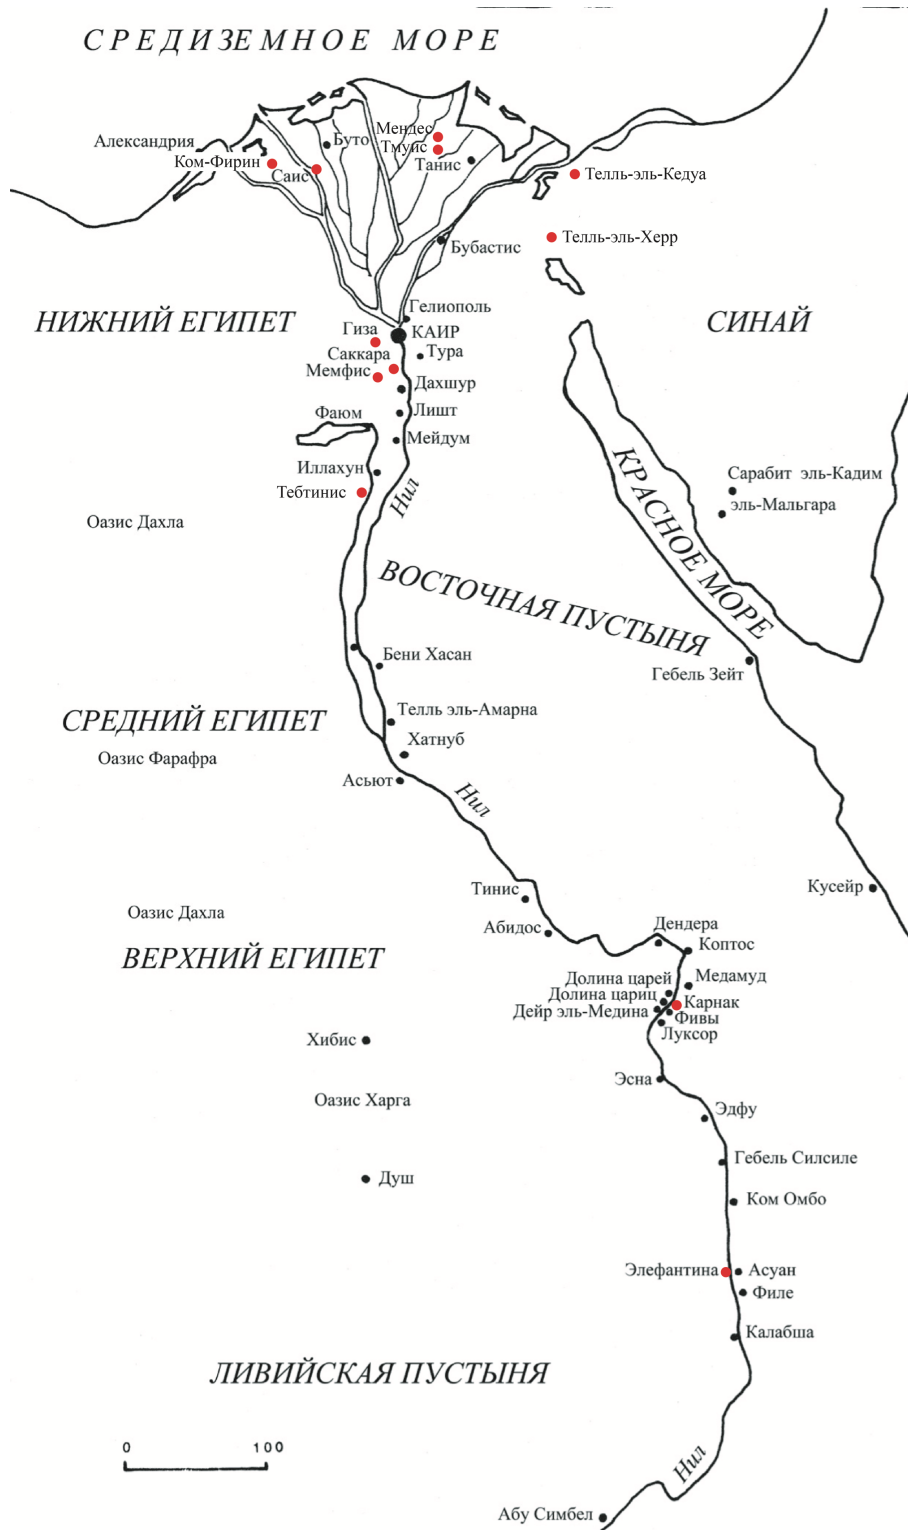 СРЕДИЗЕМНОЕ МОРЕ
Александрия
Буто
Мендес
Тмуис
Ком-Фирин
Саис
Танис
Телль-эль-Кедуа
Телль-эль-Херр
Бубастис
НИЖНИЙ ЕГИПЕТ
Гелиополь
СИНАЙ
Гиза
КАИР
Саккара
Тура
Мемфис
Дахшур
Фаюм
Лишт
Мейдум
Иллахун
Сарабит эль-Кадим
Тебтинис
Нил
эль-Мальгара
КРАСНОЕ МОРЕ
Оазис Дахла
ВОСТОЧНАЯ ПУСТЫНЯ
Бени Хасан
Гебель Зейт
СРЕДНИЙ ЕГИПЕТ
Телль эль-Амарна
Хатнуб
Оазис Фарафра
Асьют
Нил
Тинис
Кусейр
Оазис Дахла
Абидос
Дендера
Коптос
ВЕРХНИЙ ЕГИПЕТ
Долина царей
Медамуд
Долина цариц
Карнак
Дейр эль-Медина
Фивы
Луксор
Хибис
Эсна
Оазис Харга
Эдфу
Гебель Силсиле
Душ
Ком Омбо
Элефантина
Асуан
Филе
Калабша
ЛИВИЙСКАЯ ПУСТЫНЯ
0 100
Нил
Абу Симбел